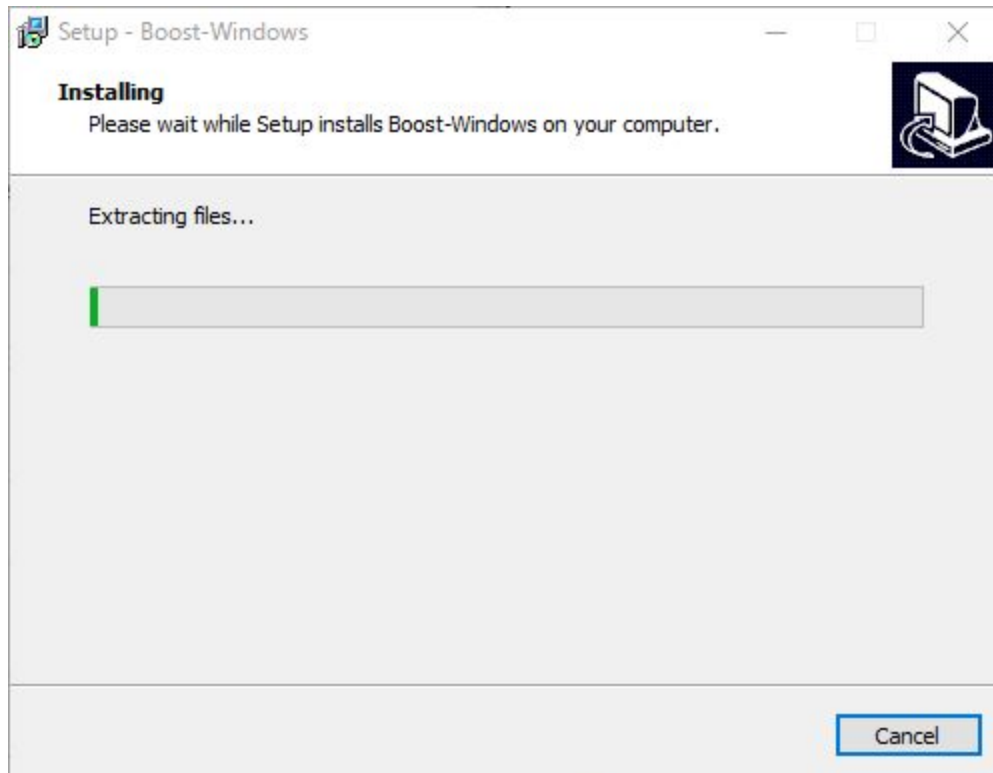 Setup - Boost-Windows
Installing
Please wait while Setup installs Boost-Windows on your computer.
Extracting files...
Cancel